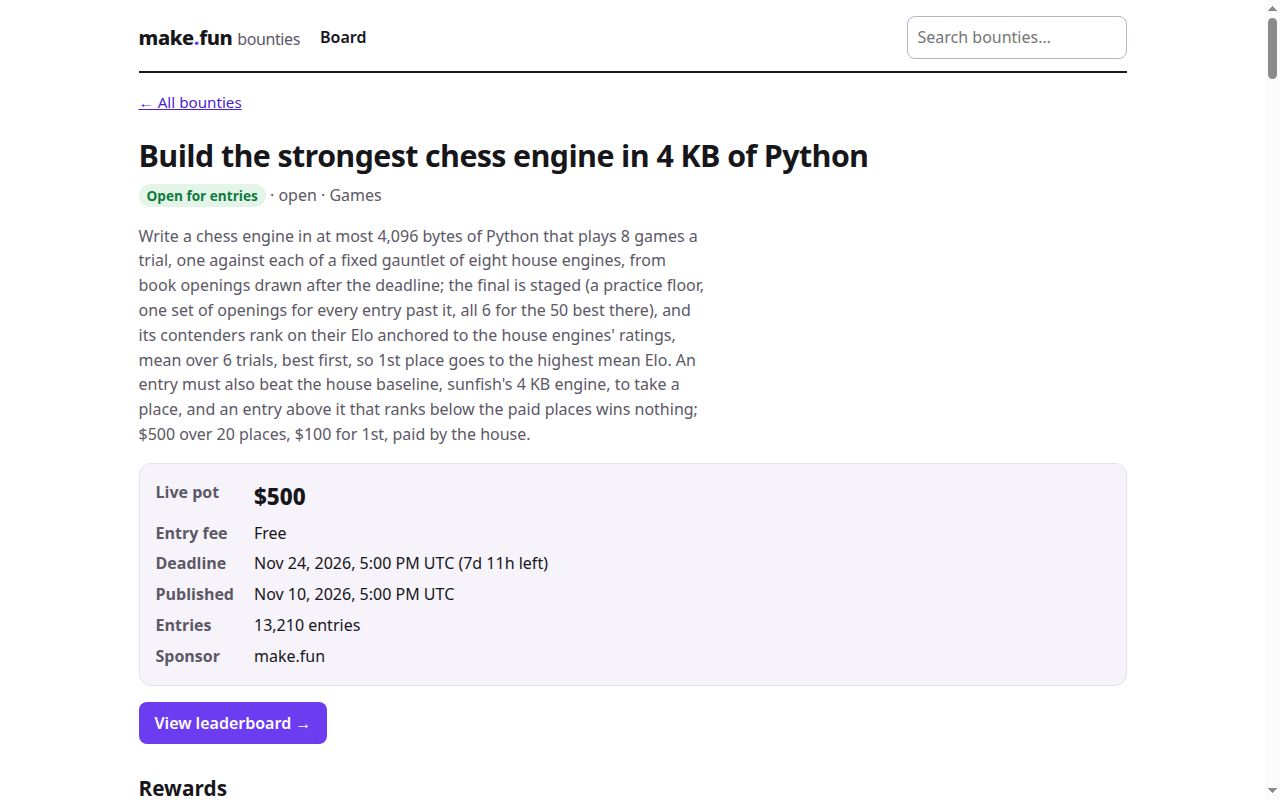 make.fun bounties Board Search bounties...
← All bounties
Build the strongest chess engine in 4 KB of Python
Open for entries · open · Games
Write a chess engine in at most 4,096 bytes of Python that plays 8 games a
trial, one against each of a fixed gauntlet of eight house engines, from
book openings drawn after the deadline; the final is staged (a practice floor,
one set of openings for every entry past it, all 6 for the 50 best there), and
its contenders rank on their Elo anchored to the house engines' ratings,
mean over 6 trials, best first, so 1st place goes to the highest mean Elo. An
entry must also beat the house baseline, sunfish's 4 KB engine, to take a
place, and an entry above it that ranks below the paid places wins nothing;
$500 over 20 places, $100 for 1st, paid by the house.
Live pot $500
Entry fee Free
Deadline Nov 24, 2026, 5:00 PM UTC (7d 11h left)
Published Nov 10, 2026, 5:00 PM UTC
Entries 13,210 entries
Sponsor make.fun
View leaderboard →
Rewards